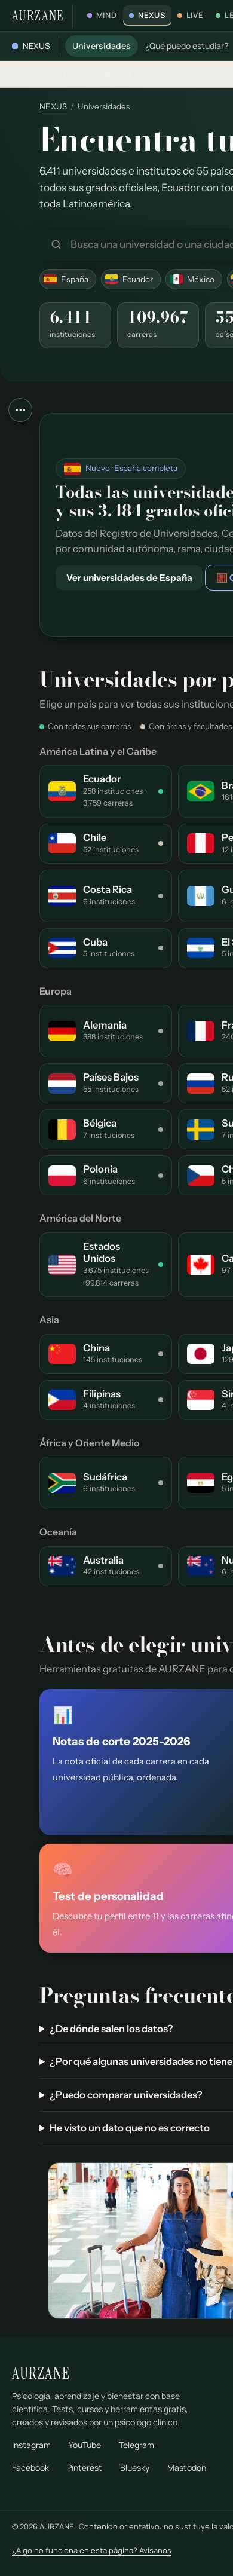 AURZANE MIND NEXUS LIVE
NEXUS Universidades ¿Qué puedo estudiar?
NEXUS / Universidades
Encuentra tu
6.411 universidades e institutos de 55 paíse
todos sus grados oficiales, Ecuador con to
toda Latinoamérica.
Busca una universidad o una ciuda
España Ecuador México
6.411 109.967 55
instituciones carreras
Nuevo · España completa
Todas las
y sus 3.484 grados ofici
Datos del Registro de Universidades, Ce
por comunidad autónoma, rama, ciuda
Ver universidades de España
Universidades por p
Elige un país para ver todas sus institucione
Con todas sus carreras Con áreas y facultades
América Latina y el Caribe
Ecuador
258 instituciones ·
3.759 carreras
Chile
52 instituciones
Costa Rica
6 instituciones
Cuba
5 instituciones
Europa
Alemania
388 instituciones
Países Bajos
55 instituciones
Bélgica
7 instituciones
Polonia
6 instituciones
América del Norte
Estados
Unidos
3.675 instituciones
· 99.814 carreras
Asia
China
145 instituciones
Filipinas
4 instituciones
África y Oriente Medio
Sudáfrica
6 instituciones
Oceanía
Australia
42 instituciones
Antes de elegir univ
Herramientas gratuitas de AURZANE para
Notas de corte 2025-2026
La nota oficial de cada carrera en cada
universidad pública, ordenada.
Test de personalidad
Descubre tu perfil entre 11 y las carreras
él.
Preguntas frecuente
¿De dónde salen los datos?
¿Por qué algunas universidades no tiene
¿Puedo comparar universidades?
He visto un dato que no es correcto
AURZANE
Psicología, aprendizaje y bienestar con base
científica. Tests, cursos y herramientas gratis,
creados y revisados por un psicólogo clínico.
Instagram YouTube Telegram
Facebook Pinterest Bluesky Mastodon
© 2026 AURZANE · Contenido orientativo: no sustituye la
¿Algo no funciona en esta página? Avísanos